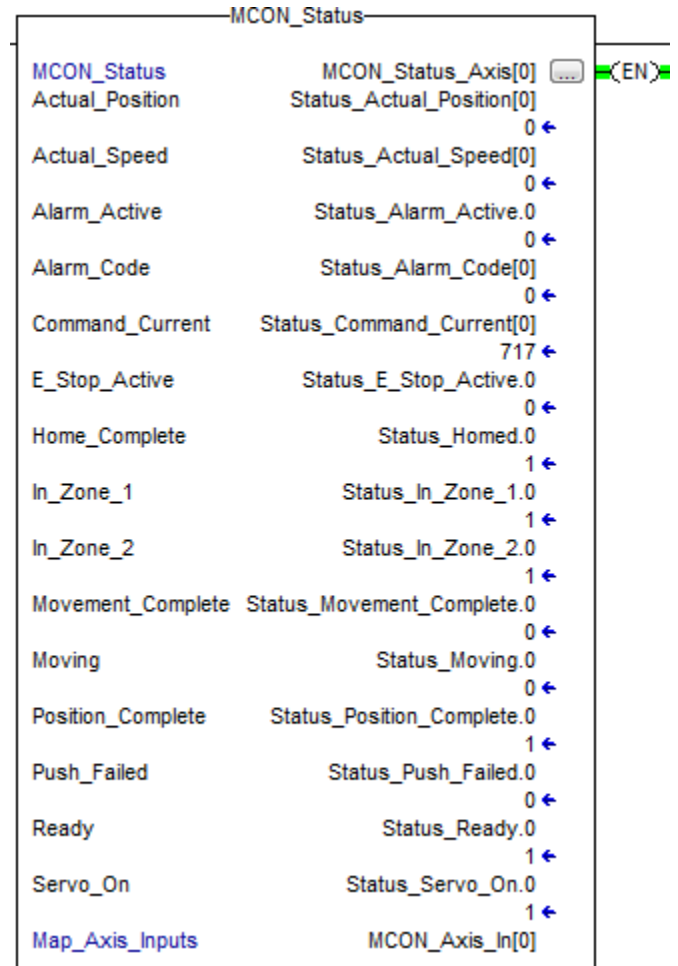 MCON_Status
MCON_Status MCON_Status_Axis[0] ... (EN)
Actual_Position Status_Actual_Position[0]
0
Actual_Speed Status_Actual_Speed[0]
0
Alarm_Active Status_Alarm_Active.0
0
Alarm_Code Status_Alarm_Code[0]
0
Command_Current Status_Command_Current[0]
717
E_Stop_Active Status_E_Stop_Active.0
0
Home_Complete Status_Homed.0
1
In_Zone_1 Status_In_Zone_1.0
1
In_Zone_2 Status_In_Zone_2.0
1
Movement_Complete Status_Movement_Complete.0
0
Moving Status_Moving.0
0
Position_Complete Status_Position_Complete.0
1
Push_Failed Status_Push_Failed.0
0
Ready Status_Ready.0
1
Servo_On Status_Servo_On.0
1
Map_Axis_Inputs MCON_Axis_In[0]